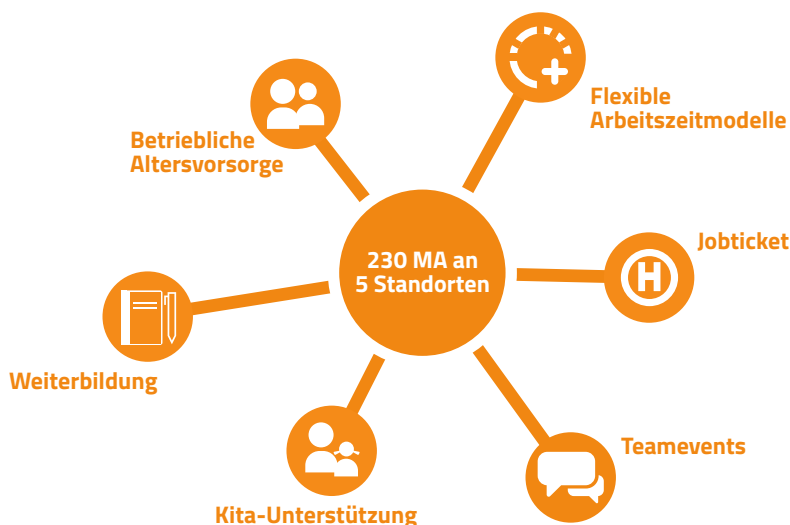 Flexible
Arbeitszeitmodelle
Betriebliche
Altersvorsorge
Jobticket
230 MA an
5 Standorten
H
Weiterbildung
Teamevents
Kita-Unterstützung